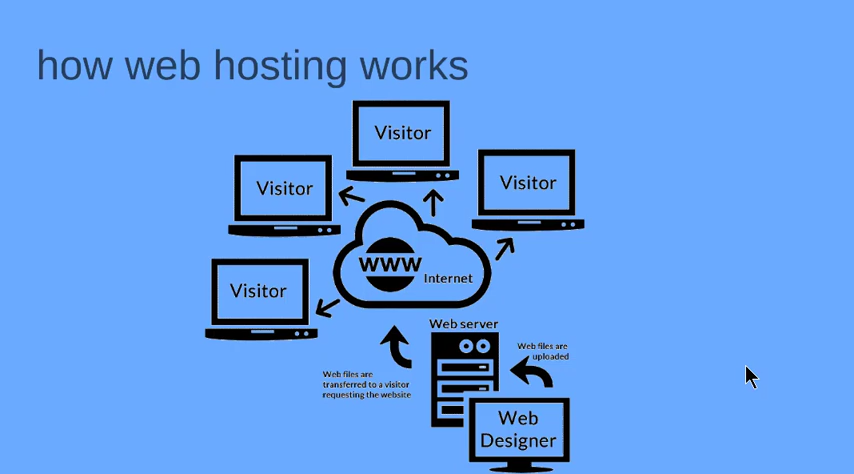 how web hosting works
Visitor
Visitor
Visitor
Visitor
WWW
Internet
Web server
Web files are
uploaded
Web files are
transferred to a visitor
requesting the website
Web
Designer